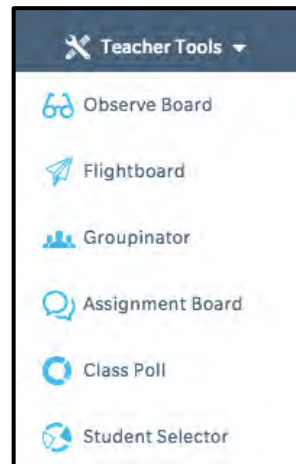 Teacher Tools
Observe Board
Flightboard
Groupinator
Assignment Board
Class Poll
Student Selector